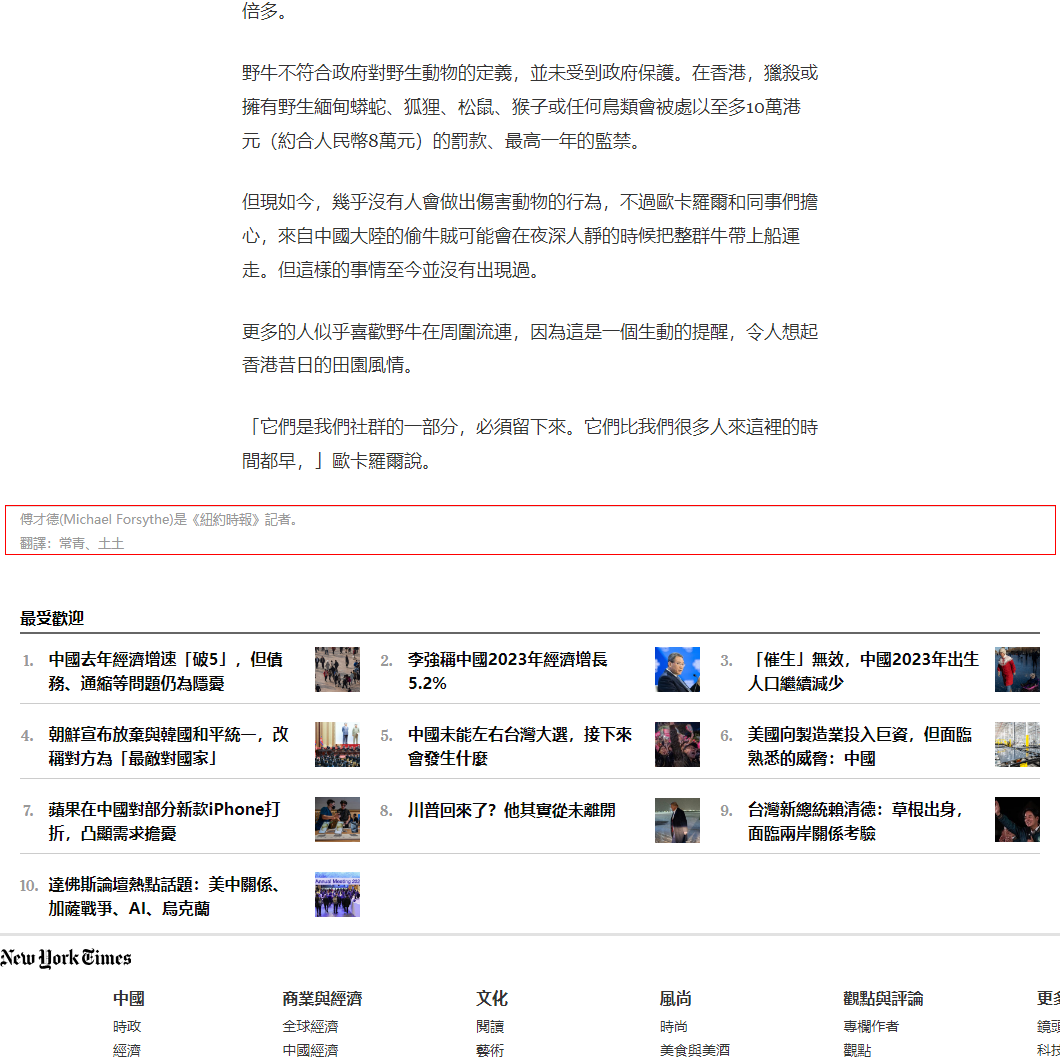 倍多。
野牛不符合政府對野生動物的定義，並未受到政府保護。在香港，獵殺或
擁有野生緬甸蟒蛇、狐狸、松鼠、猴子或任何鳥類會被處以至多10萬港
元（約合人民幣8萬元）的罰款、最高一年的監禁。
但現如今，幾乎沒有人會做出傷害動物的行為，不過歐卡羅爾和同事們擔
心，來自中國大陸的偷牛賊可能會在夜深人靜的時候把整群牛帶上船運
走。但這樣的事情至今並沒有出現過。
更多的人似乎喜歡野牛在周圍流連，因為這是一個生動的提醒，令人想起
香港昔日的田園風情。
「它們是我們社群的一部分，必須留下來。它們比我們很多人來這裡的時
間都早，」歐卡羅爾說。
傅才德(Michael Forsythe)是《紐約時報》記者。
翻譯：常青、土土
最受歡迎
1. 中國去年經濟增速「破5」，但債
務、通縮等問題仍為隱憂
2. 李強稱中國2023年經濟增長
5.2%
3. 「催生」無效，中國2023年出生
人口繼續減少
4. 朝鮮宣布放棄與韓國和平統一，改
稱對方為「最敵對國家」
5. 中國未能左右台灣大選，接下來
會發生什麼
6. 美國向製造業投入巨資，但面臨
熟悉的威脅：中國
7. 蘋果在中國對部分新款iPhone打
折，凸顯需求擔憂
8. 川普回來了？他其實從未離開
9. 台灣新總統賴清德：草根出身，
面臨兩岸關係考驗
10. 達佛斯論壇熱點話題：美中關係、
加薩戰爭、AI、烏克蘭
New York Times
中國 商業與經濟 文化 風尚 觀點與評論 更多
時政 全球經濟 閱讀 時尚 專欄作者 鏡頭
經濟 中國經濟 藝術 美食與美酒 觀點 科技